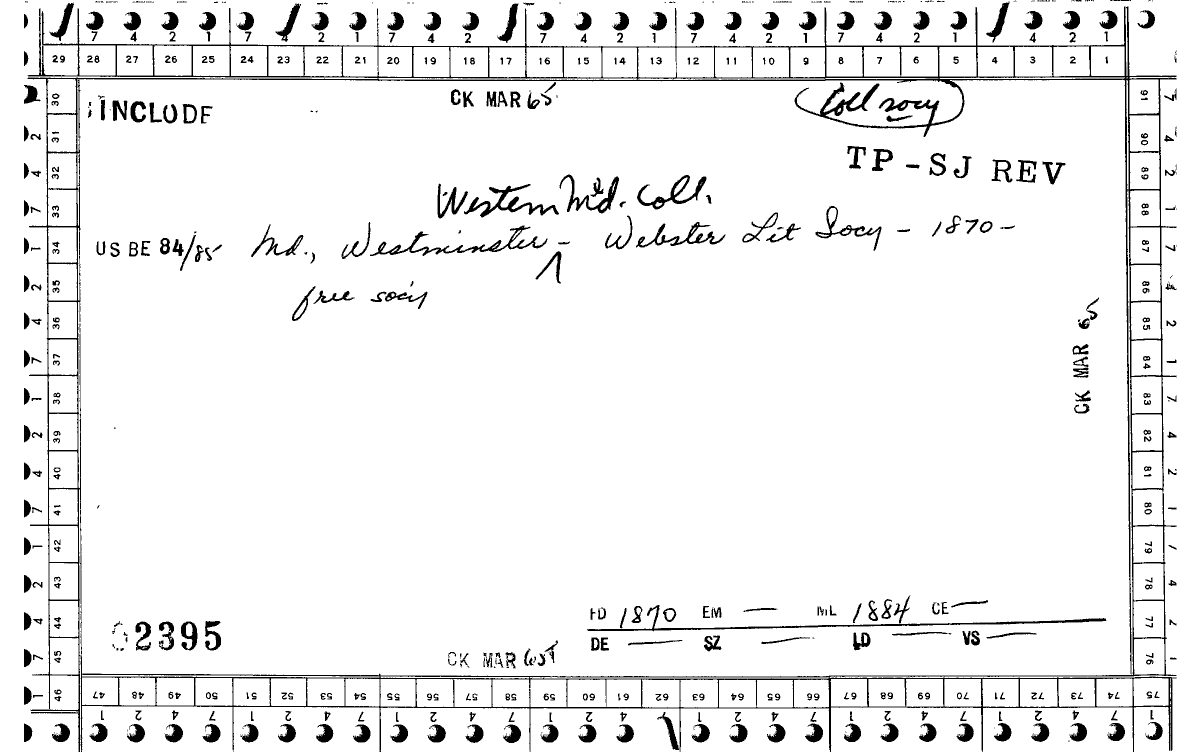 7 4 2 1 7 4 2 1 7 4 2 1 7 4 2 1 7 4 2 1 7 4 2 1 7 4 2 1
29 28 27 26 25 24 23 22 21 20 19 18 17 16 15 14 13 12 11 10 9 8 7 6 5 4 3 2 1
INCLUDE
CK MAR 65
Coll socy
TP-SJ REV
Western Md. Coll.
US BE 84/85 Md., Westminster - Webster Lit Socy - 1870-
free soc'y
CK MAR 65
2395
FD 1870 EM — ML 1884 CE —
DE — SZ — LD — VS —
CK MAR 65
30 31 32 33 34 35 36 37 38 39 40 41 42 43 44 45 46
91 90 89 88 87 86 85 84 83 82 81 80 79 78 77 76 75
47 48 49 50 51 52 53 54 55 56 57 58 59 60 61 62 63 64 65 66 67 68 69 70 71 72 73 74 75
1 2 4 7 1 2 4 7 1 2 4 7 1 2 4 7 1 2 4 7 1 2 4 7 1 2 4 7 1